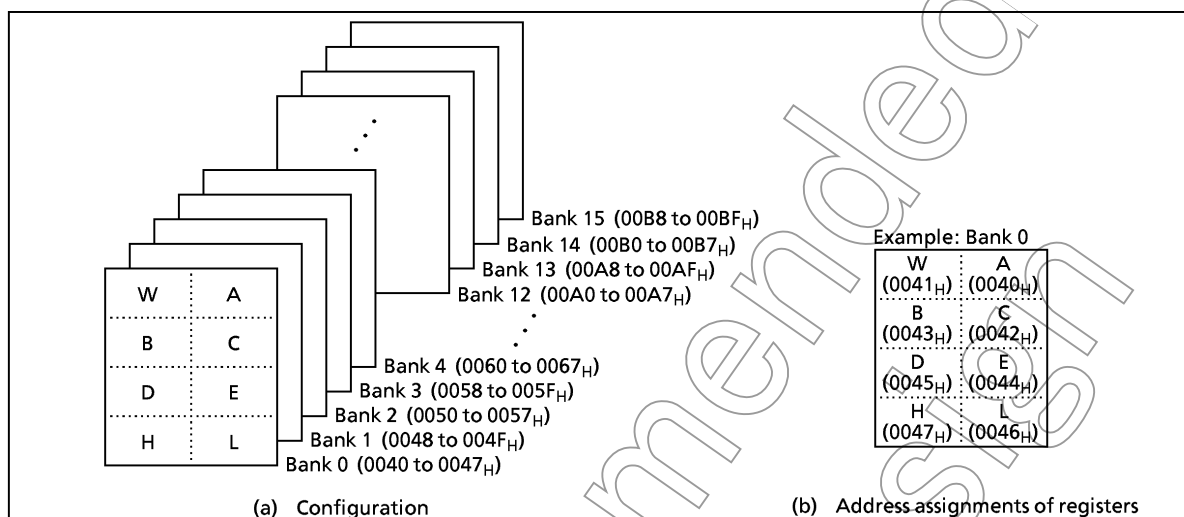 Bank 15 (00B8 to 00BFH)
Bank 14 (00B0 to 00B7H)
Bank 13 (00A8 to 00AFH)
Bank 12 (00A0 to 00A7H)
Bank 4 (0060 to 0067H)
Bank 3 (0058 to 005FH)
Bank 2 (0050 to 0057H)
Bank 1 (0048 to 004FH)
Bank 0 (0040 to 0047H)
W A
B C
D E
H L
(a) Configuration
Example: Bank 0
W A
(0041H) (0040H)
B C
(0043H) (0042H)
D E
(0045H) (0044H)
H L
(0047H) (0046H)
(b) Address assignments of registers
mended
sign